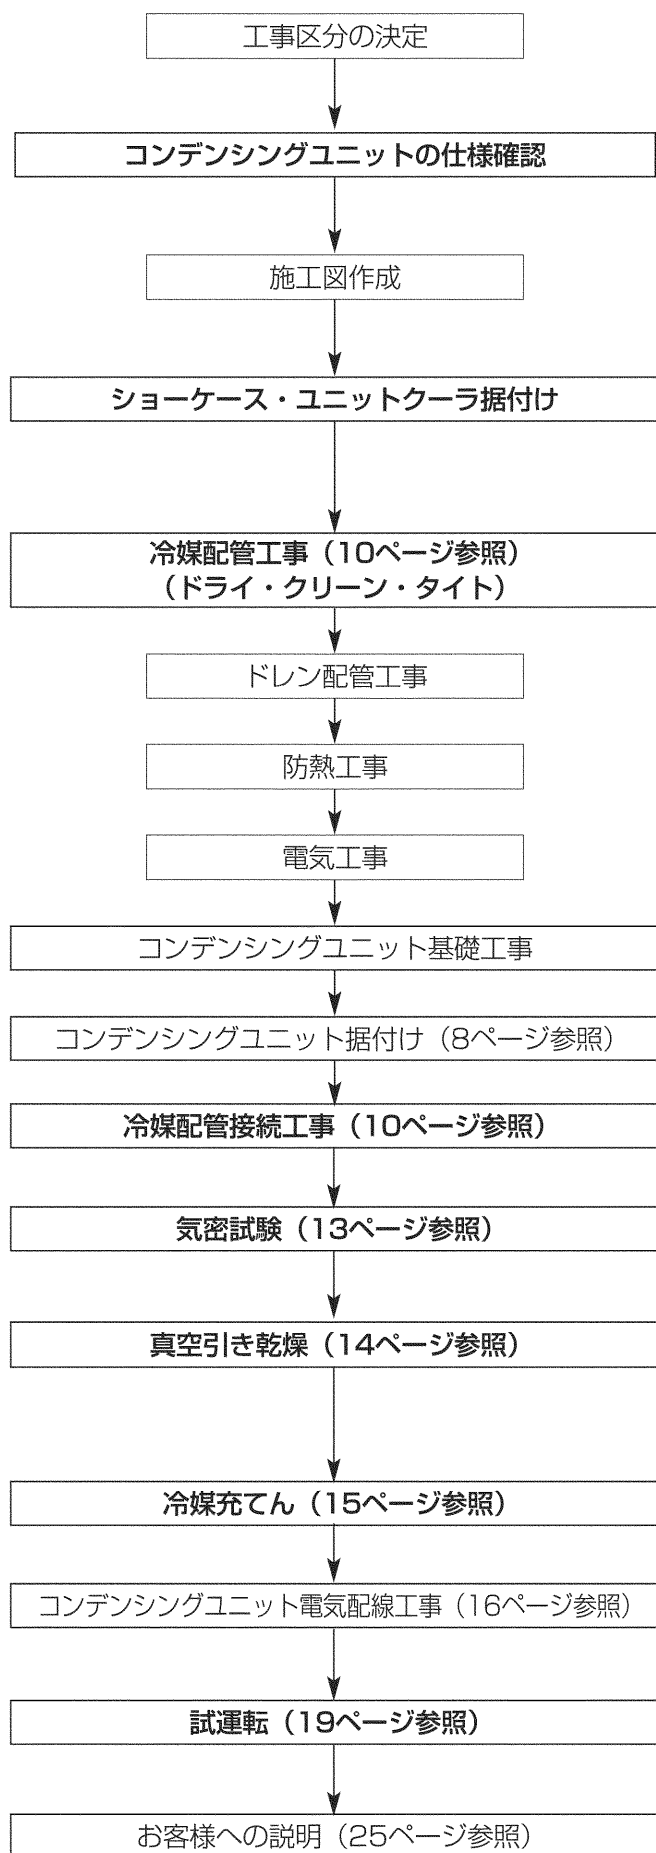 工事区分の決定
コンデンシングユニットの仕様確認
施工図作成
ショーケース・ユニットクーラ据付け
冷媒配管工事（10ページ参照）
（ドライ・クリーン・タイト）
ドレン配管工事
防熱工事
電気工事
コンデンシングユニット基礎工事
コンデンシングユニット据付け（8ページ参照）
冷媒配管接続工事（10ページ参照）
気密試験（13ページ参照）
真空引き乾燥（14ページ参照）
冷媒充てん（15ページ参照）
コンデンシングユニット電気配線工事（16ページ参照）
試運転（19ページ参照）
お客様への説明（25ページ参照）